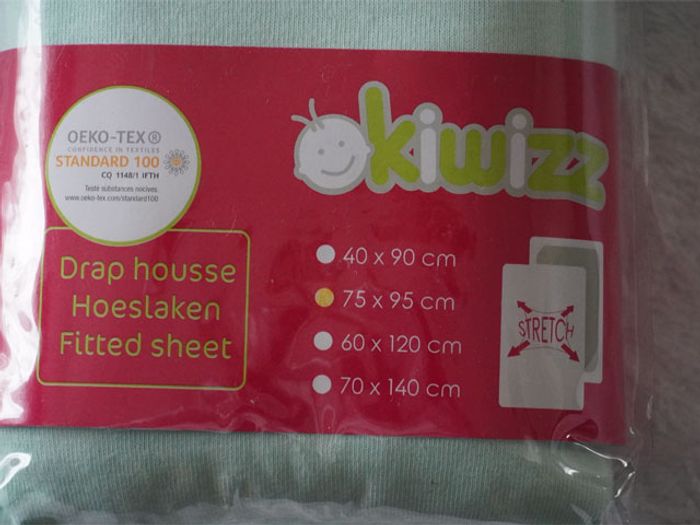 OEKO-TEX®
CONFIDENCE IN TEXTILES
STANDARD 100
CQ 1148/1 IFTH
Testé substances nocives.
www.oeko-tex.com/standard100
kiwizz
Drap housse
Hoeslaken
Fitted sheet
40 x 90 cm
75 x 95 cm
60 x 120 cm
70 x 140 cm
STRETCH